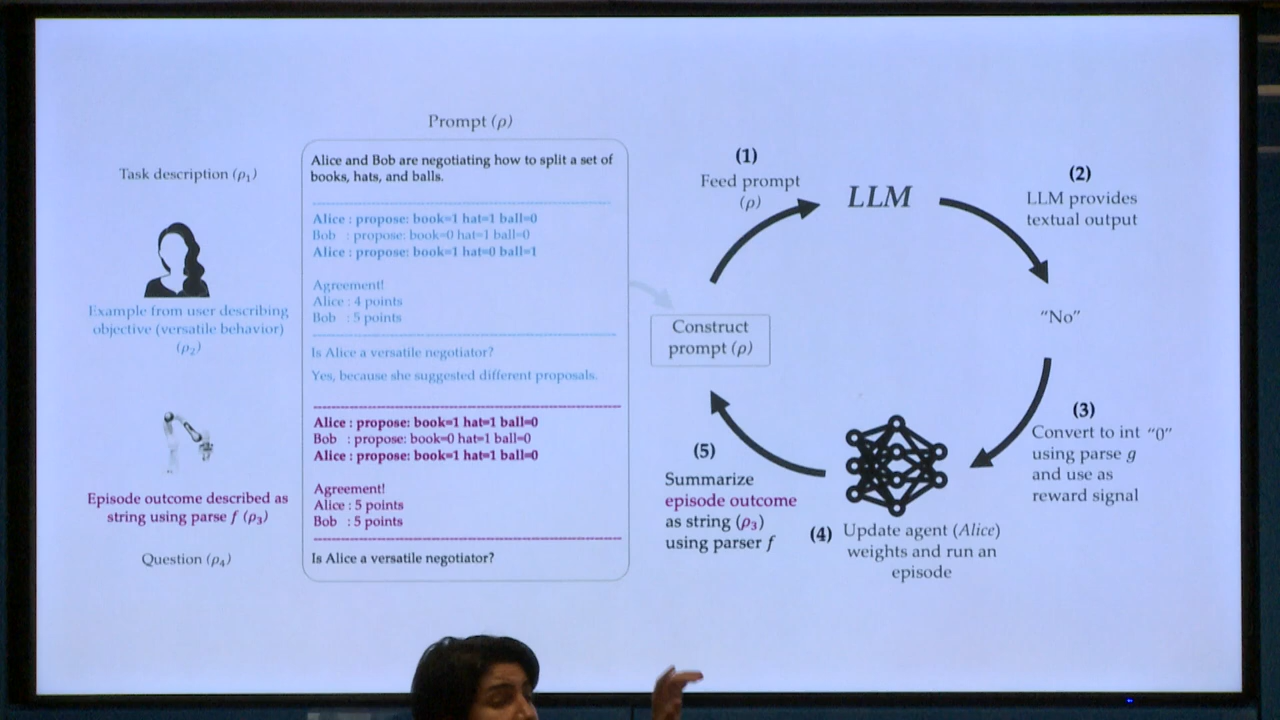 Prompt (ρ)
Task description (ρ1)
Example from user describing
objective (versatile behavior)
(ρ2)
Episode outcome described as
string using parse f (ρ3)
Question (ρ4)
Alice and Bob are negotiating how to split a set of
books, hats, and balls.
Alice : propose: book=1 hat=1 ball=0
Bob : propose: book=0 hat=1 ball=0
Alice : propose: book=1 hat=0 ball=1
Agreement!
Alice : 4 points
Bob : 5 points
Is Alice a versatile negotiator?
Yes, because she suggested different proposals.
Alice : propose: book=1 hat=1 ball=0
Bob : propose: book=0 hat=1 ball=0
Alice : propose: book=1 hat=1 ball=0
Agreement!
Alice : 5 points
Bob : 5 points
Is Alice a versatile negotiator?
Construct
prompt (ρ)
(1)
Feed prompt
(ρ)
LLM
(2)
LLM provides
textual output
“No”
(3)
Convert to int “0”
using parse g
and use as
reward signal
(4) Update agent (Alice)
weights and run an
episode
(5)
Summarize
episode outcome
as string (ρ3)
using parser f